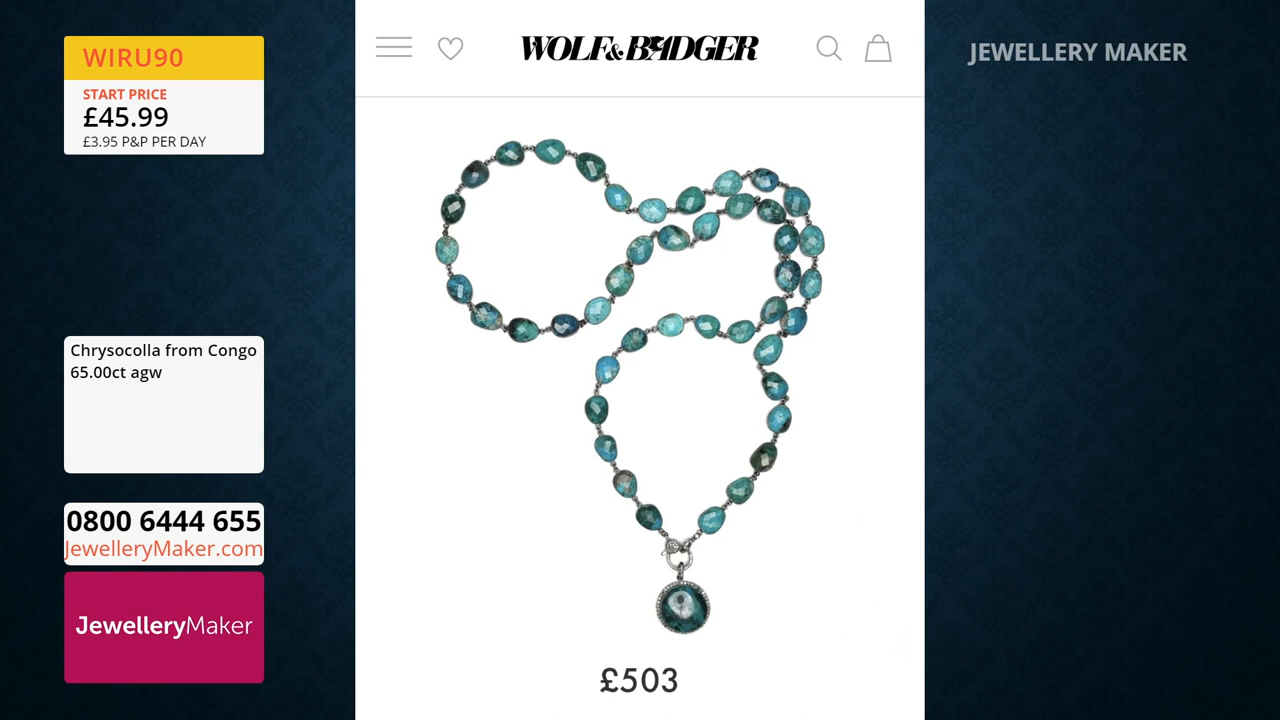 WIRU90
START PRICE
£45.99
£3.95 P&P PER DAY
Chrysocolla from Congo
65.00ct agw
0800 6444 655
JewelleryMaker.com
JewelleryMaker
WOLF&BADGER
£503
JEWELLERY MAKER